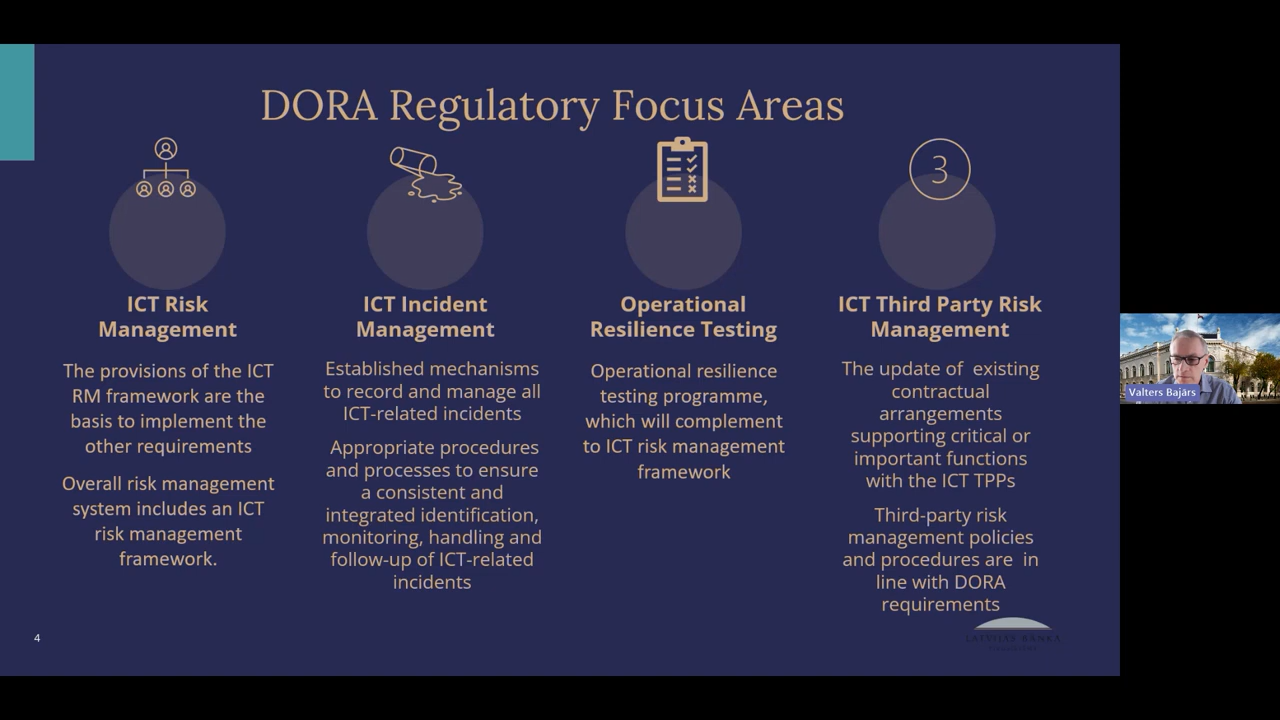 DORA Regulatory Focus Areas
3
ICT Risk
Management
The provisions of the ICT
RM framework are the
basis to implement the
other requirements
Overall risk management
system includes an ICT
risk management
framework.
ICT Incident
Management
Established mechanisms
to record and manage all
ICT-related incidents
Appropriate procedures
and processes to ensure
a consistent and
integrated identification,
monitoring, handling and
follow-up of ICT-related
incidents
Operational
Resilience Testing
Operational resilience
testing programme,
which will complement
to ICT risk management
framework
ICT Third Party Risk
Management
The update of existing
contractual
arrangements
supporting critical or
important functions
with the ICT TPPs
Third-party risk
management policies
and procedures are in
line with DORA
requirements
4
LATVIJAS BANKA
Valters Bajārs